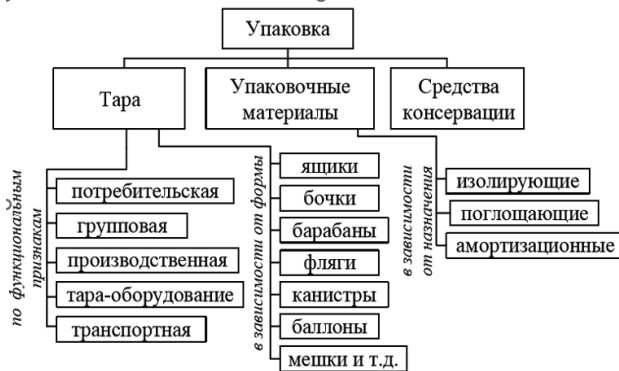 Упаковка
Тара
Упаковочные
материалы
Средства
консервации
по функциональным
признакам
потребительская
групповая
производственная
тара-оборудование
транспортная
в зависимости от формы
ящики
бочки
барабаны
фляги
канистры
баллоны
мешки и т.д.
в зависимости
от назначения
изолирующие
поглощающие
амортизационные